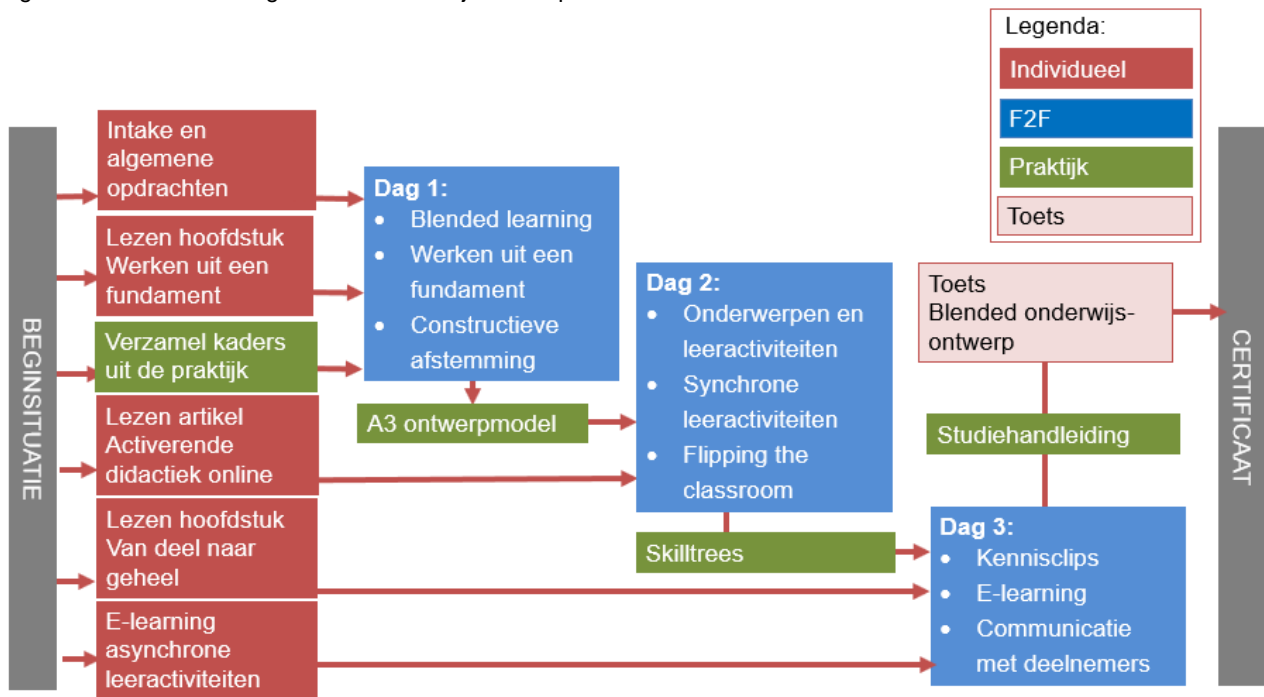 Legenda:
Individueel
F2F
Praktijk
Toets
BEGINSITUATIE
Intake en
algemene
opdrachten
Lezen hoofdstuk
Werken uit een
fundament
Verzamel kaders
uit de praktijk
Lezen artikel
Activerende
didactiek online
Lezen hoofdstuk
Van deel naar
geheel
E-learning
asynchrone
leeractiviteiten
Dag 1:
• Blended learning
• Werken uit een
fundament
• Constructieve
afstemming
A3 ontwerpmodel
Dag 2:
• Onderwerpen en
leeractiviteiten
• Synchrone
leeractiviteiten
• Flipping the
classroom
Skilltrees
Dag 3:
• Kennisclips
• E-learning
• Communicatie
met deelnemers
Studiehandleiding
Toets
Blended onderwijs-
ontwerp
CERTIFICAAT